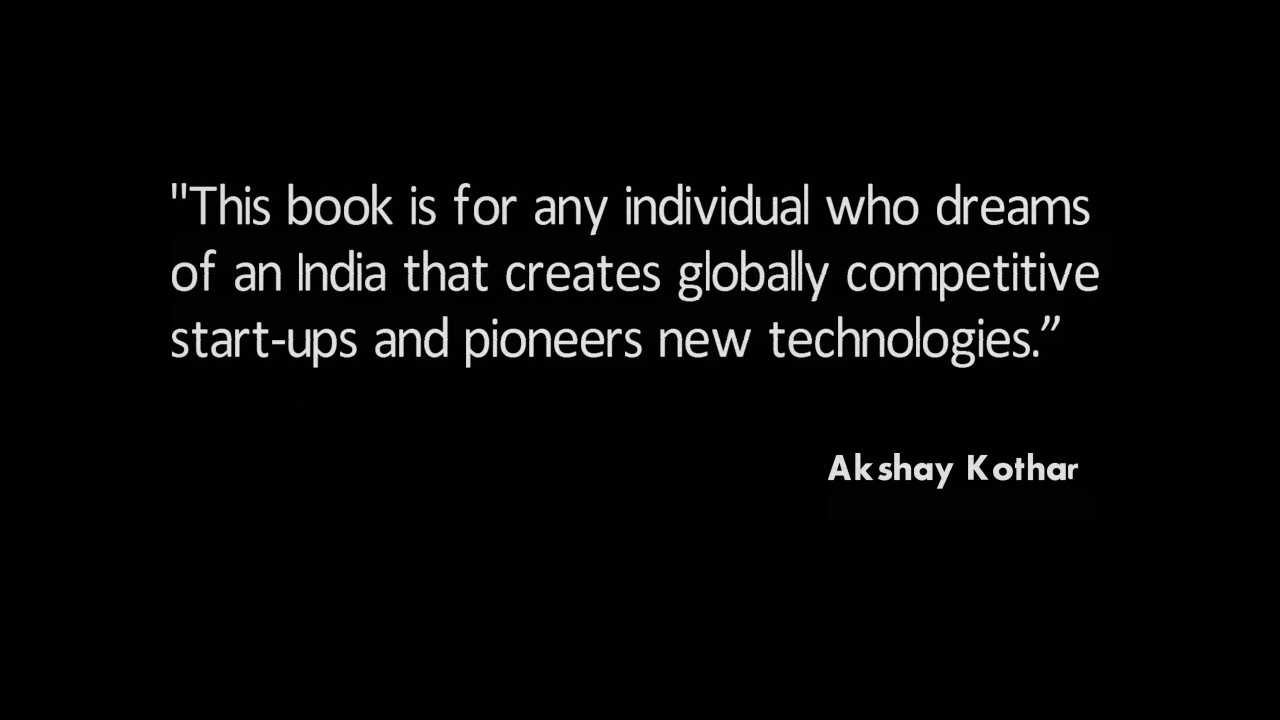 "This book is for any individual who dreams
of an India that creates globally competitive
start-ups and pioneers new technologies.”
Akshay Kothar